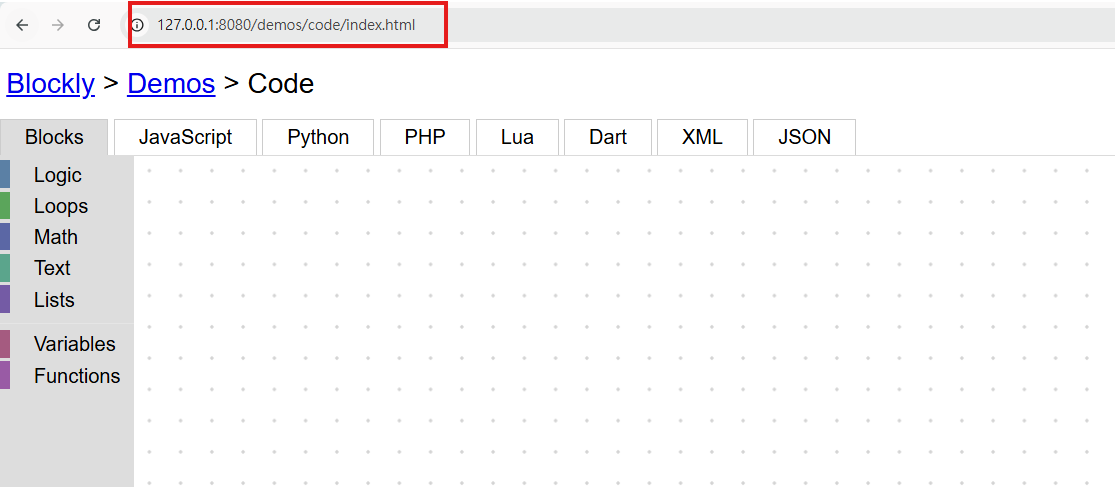 127.0.0.1:8080/demos/code/index.html
Blockly > Demos > Code
Blocks JavaScript Python PHP Lua Dart XML JSON
Logic
Loops
Math
Text
Lists
Variables
Functions